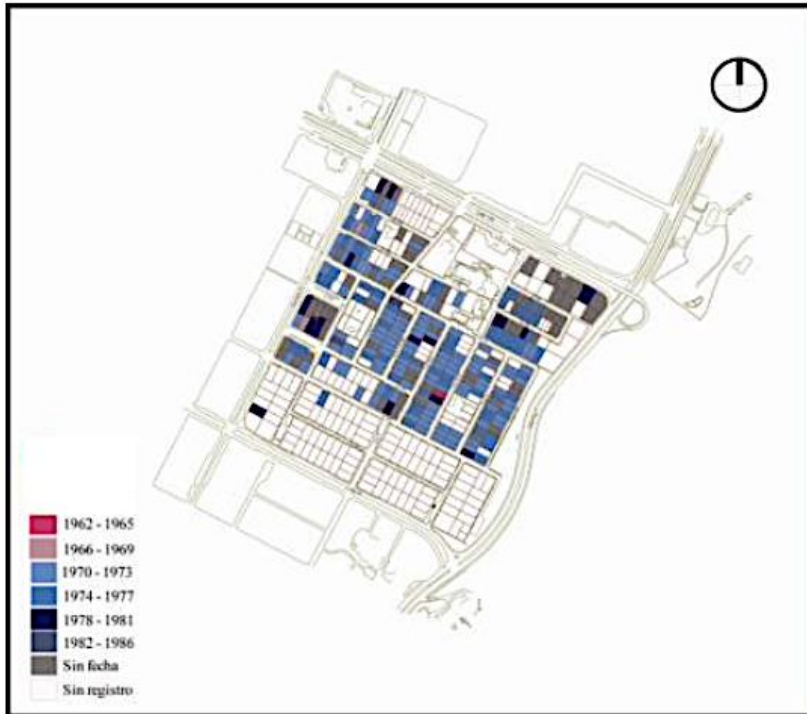 1962 - 1965
1966 - 1969
1970 - 1973
1974 - 1977
1978 - 1981
1982 - 1986
Sin fecha
Sin registro